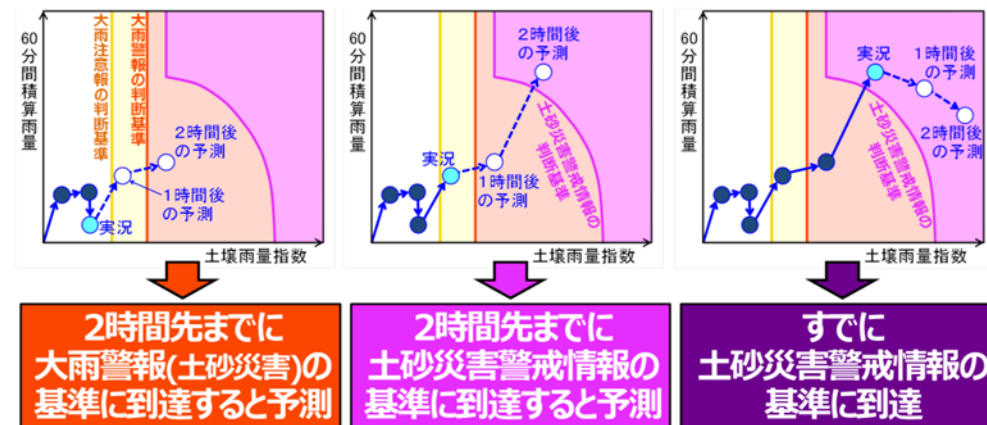 60分間積算雨量
大雨注意報の判断基準
大雨警報の判断基準
2時間後
の予測
1時間後
の予測
実況
土壌雨量指数
60分間積算雨量
2時間後
の予測
実況
1時間後
の予測
土砂災害警戒情報の
判断基準
土壌雨量指数
60分間積算雨量
実況
1時間後
の予測
2時間後
の予測
土砂災害警戒情報の
判断基準
土壌雨量指数
2時間先までに
大雨警報(土砂災害)の
基準に到達すると予測
2時間先までに
土砂災害警戒情報の
基準に到達すると予測
すでに
土砂災害警戒情報の
基準に到達